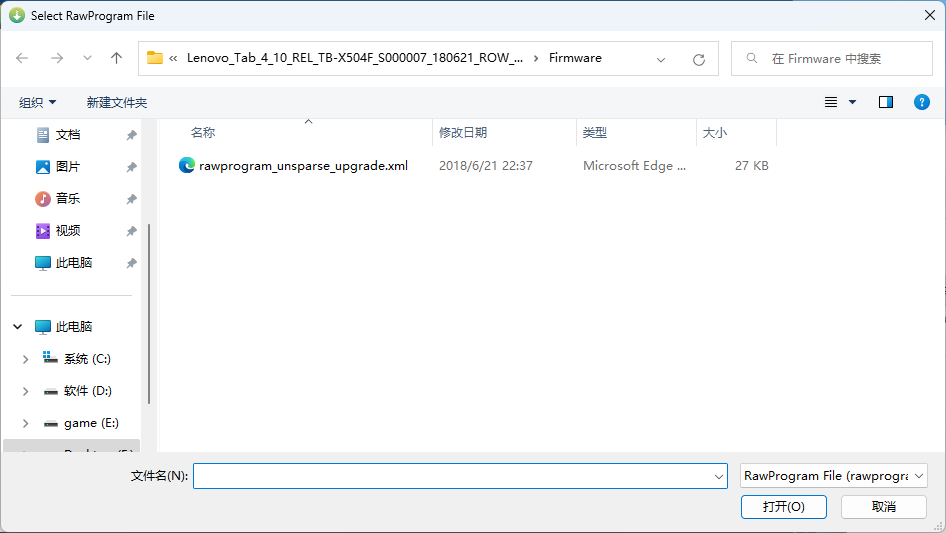 Select RawProgram File
« Lenovo_Tab_4_10_REL_TB-X504F_S000007_180621_ROW_... › Firmware
在 Firmware 中搜索
组织 新建文件夹
名称 修改日期 类型 大小
文档
rawprogram_unsparse_upgrade.xml 2018/6/21 22:37 Microsoft Edge ... 27 KB
图片
音乐
视频
此电脑
此电脑
系统 (C:)
软件 (D:)
game (E:)
文件名(N):
RawProgram File (rawprogra
打开(O) 取消